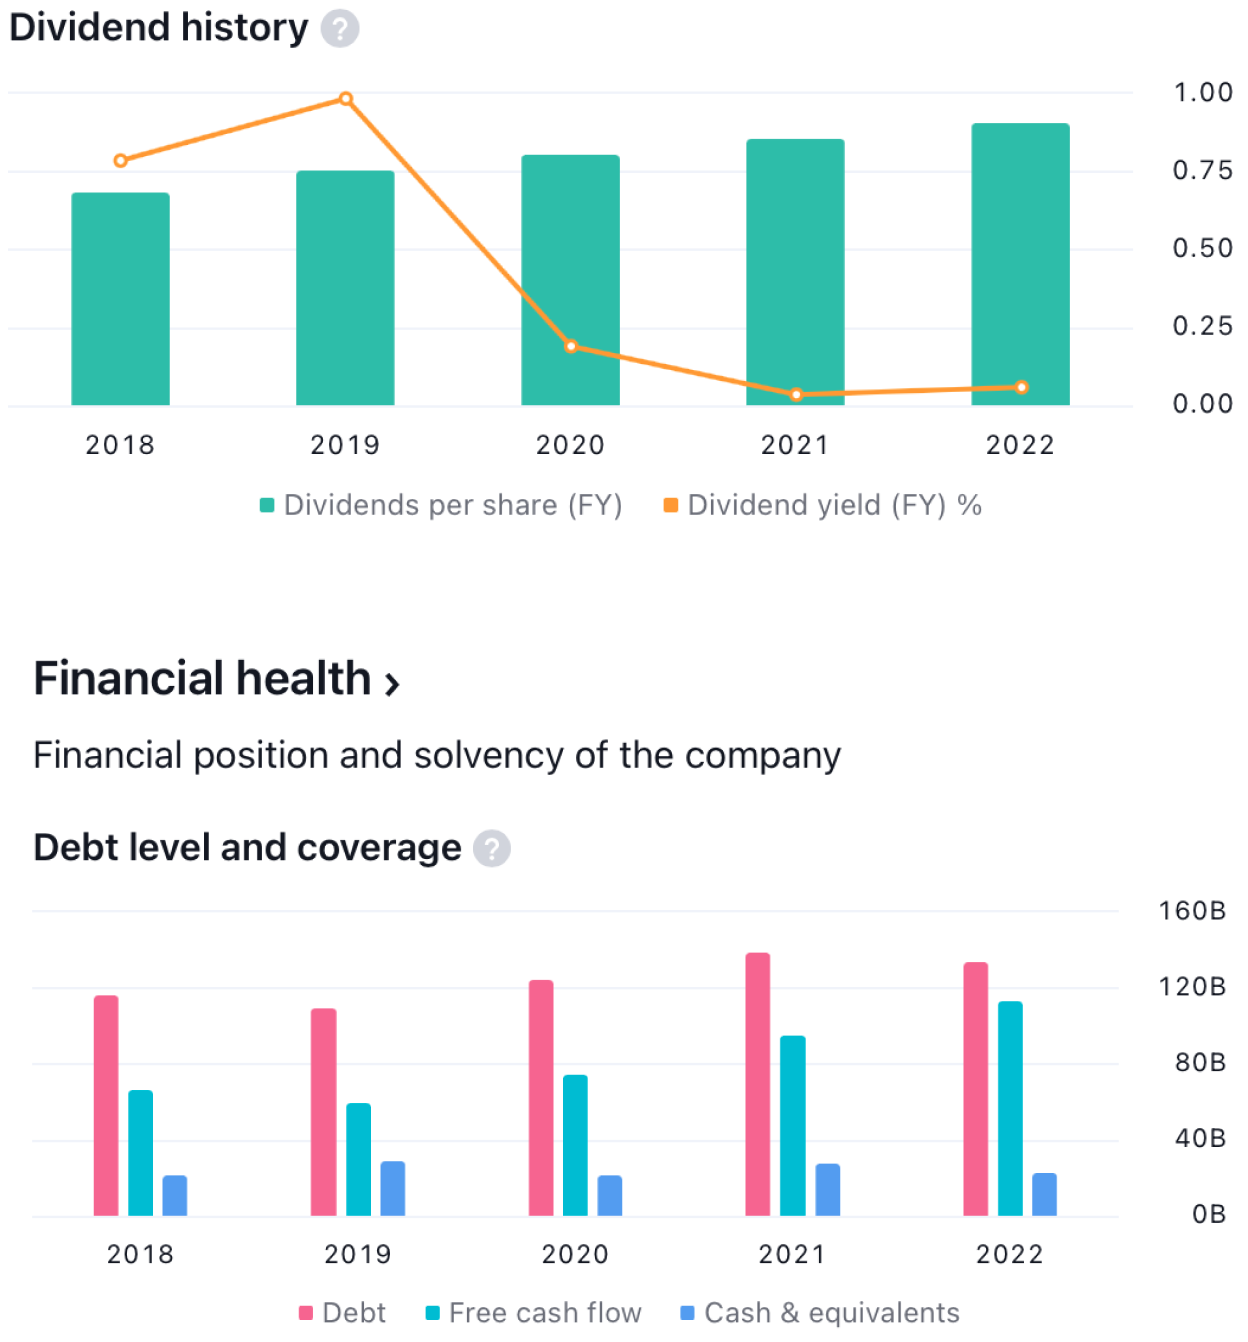 Dividend history ?
1.00
0.75
0.50
0.25
0.00
2018 2019 2020 2021 2022
Dividends per share (FY) Dividend yield (FY) %
Financial health ›
Financial position and solvency of the company
Debt level and coverage ?
160B
120B
80B
40B
0B
2018 2019 2020 2021 2022
Debt Free cash flow Cash & equivalents